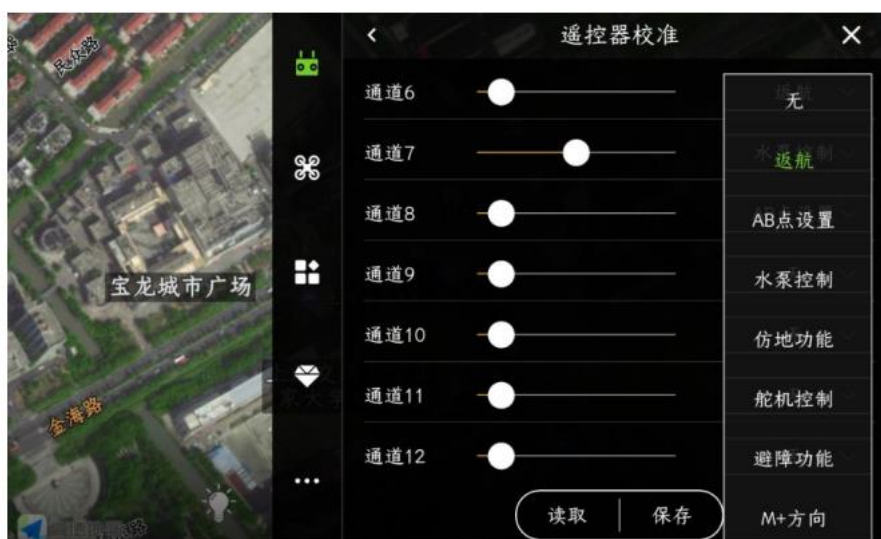 民众路
宝龙城市广场
金海路
遥控器校准
通道6
通道7
通道8
通道9
通道10
通道11
通道12
读取
保存
无
返航
AB点设置
水泵控制
仿地功能
舵机控制
避障功能
M+方向